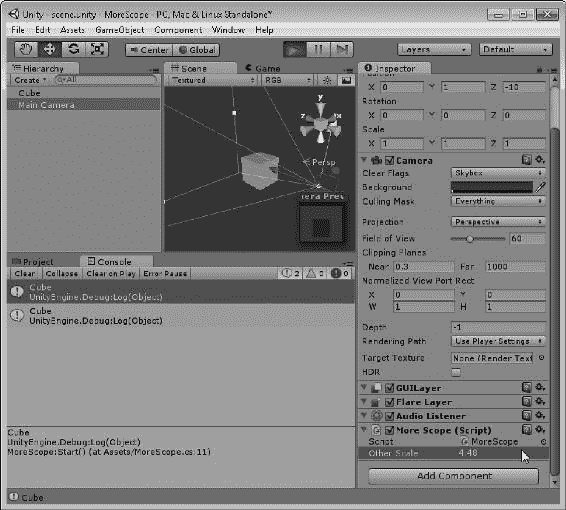 Unity - scene.unity - MoreScope - PC, Mac & Linux Standalone*
File Edit Assets GameObject Component Window Help
Center Global Layers Default
Hierarchy
Create All
Cube
Main Camera
Scene Game
Textured RGB
y
x
z
Persp
era Prev
Project Console
Clear Collapse Clear on Play Error Pause 2 0 0
Cube
UnityEngine.Debug:Log(Object)
Cube
UnityEngine.Debug:Log(Object)
Cube
UnityEngine.Debug:Log(Object)
MoreScope:Start() (at Assets/MoreScope.cs:11)
Cube
Inspector
X 0 Y 1 Z -10
Rotation
X 0 Y 0 Z 0
Scale
X 1 Y 1 Z 1
Camera
Clear Flags Skybox
Background
Culling Mask Everything
Projection Perspective
Field of View 60
Clipping Planes
Near 0.3 Far 1000
Normalized View Port Rect
X 0 Y 0
W 1 H 1
Depth -1
Rendering Path Use Player Settings
Target Texture None (Render Text
HDR
GUILayer
Flare Layer
Audio Listener
More Scope (Script)
Script MoreScope
Other Scale 4.48
Add Component